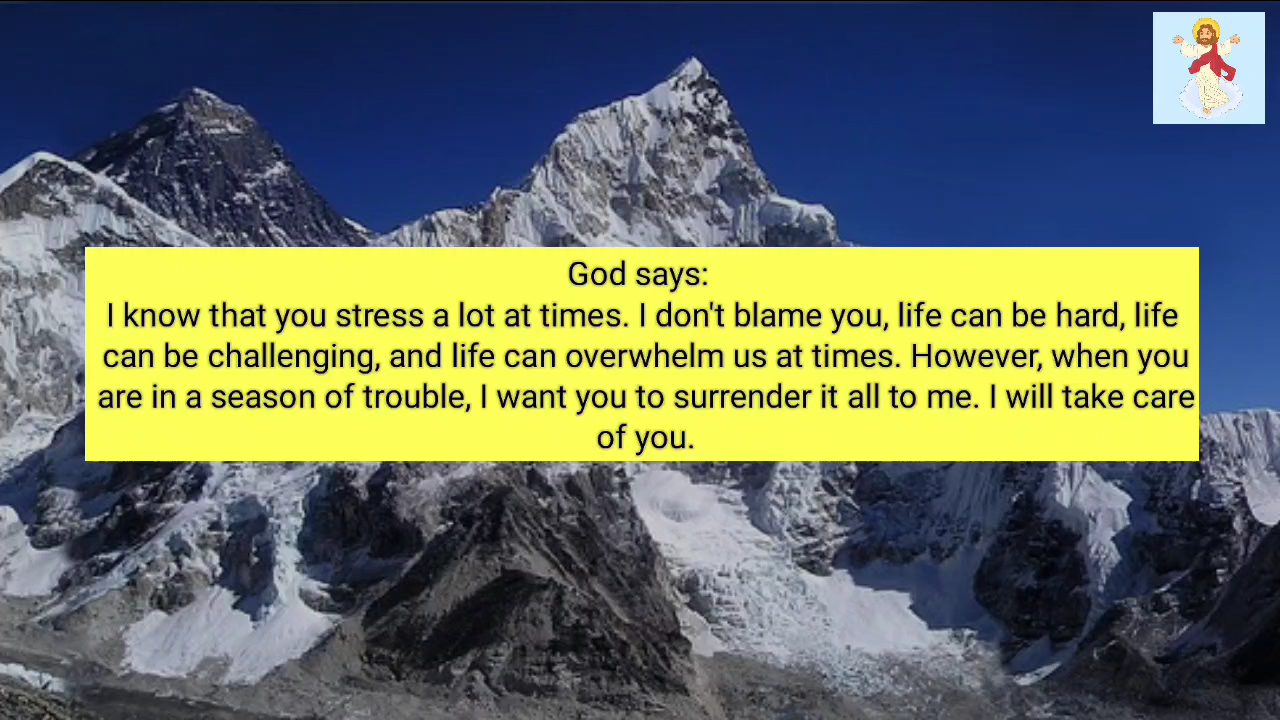 God says:
I know that you stress a lot at times. I don't blame you, life can be hard, life
can be challenging, and life can overwhelm us at times. However, when you
are in a season of trouble, I want you to surrender it all to me. I will take care
of you.